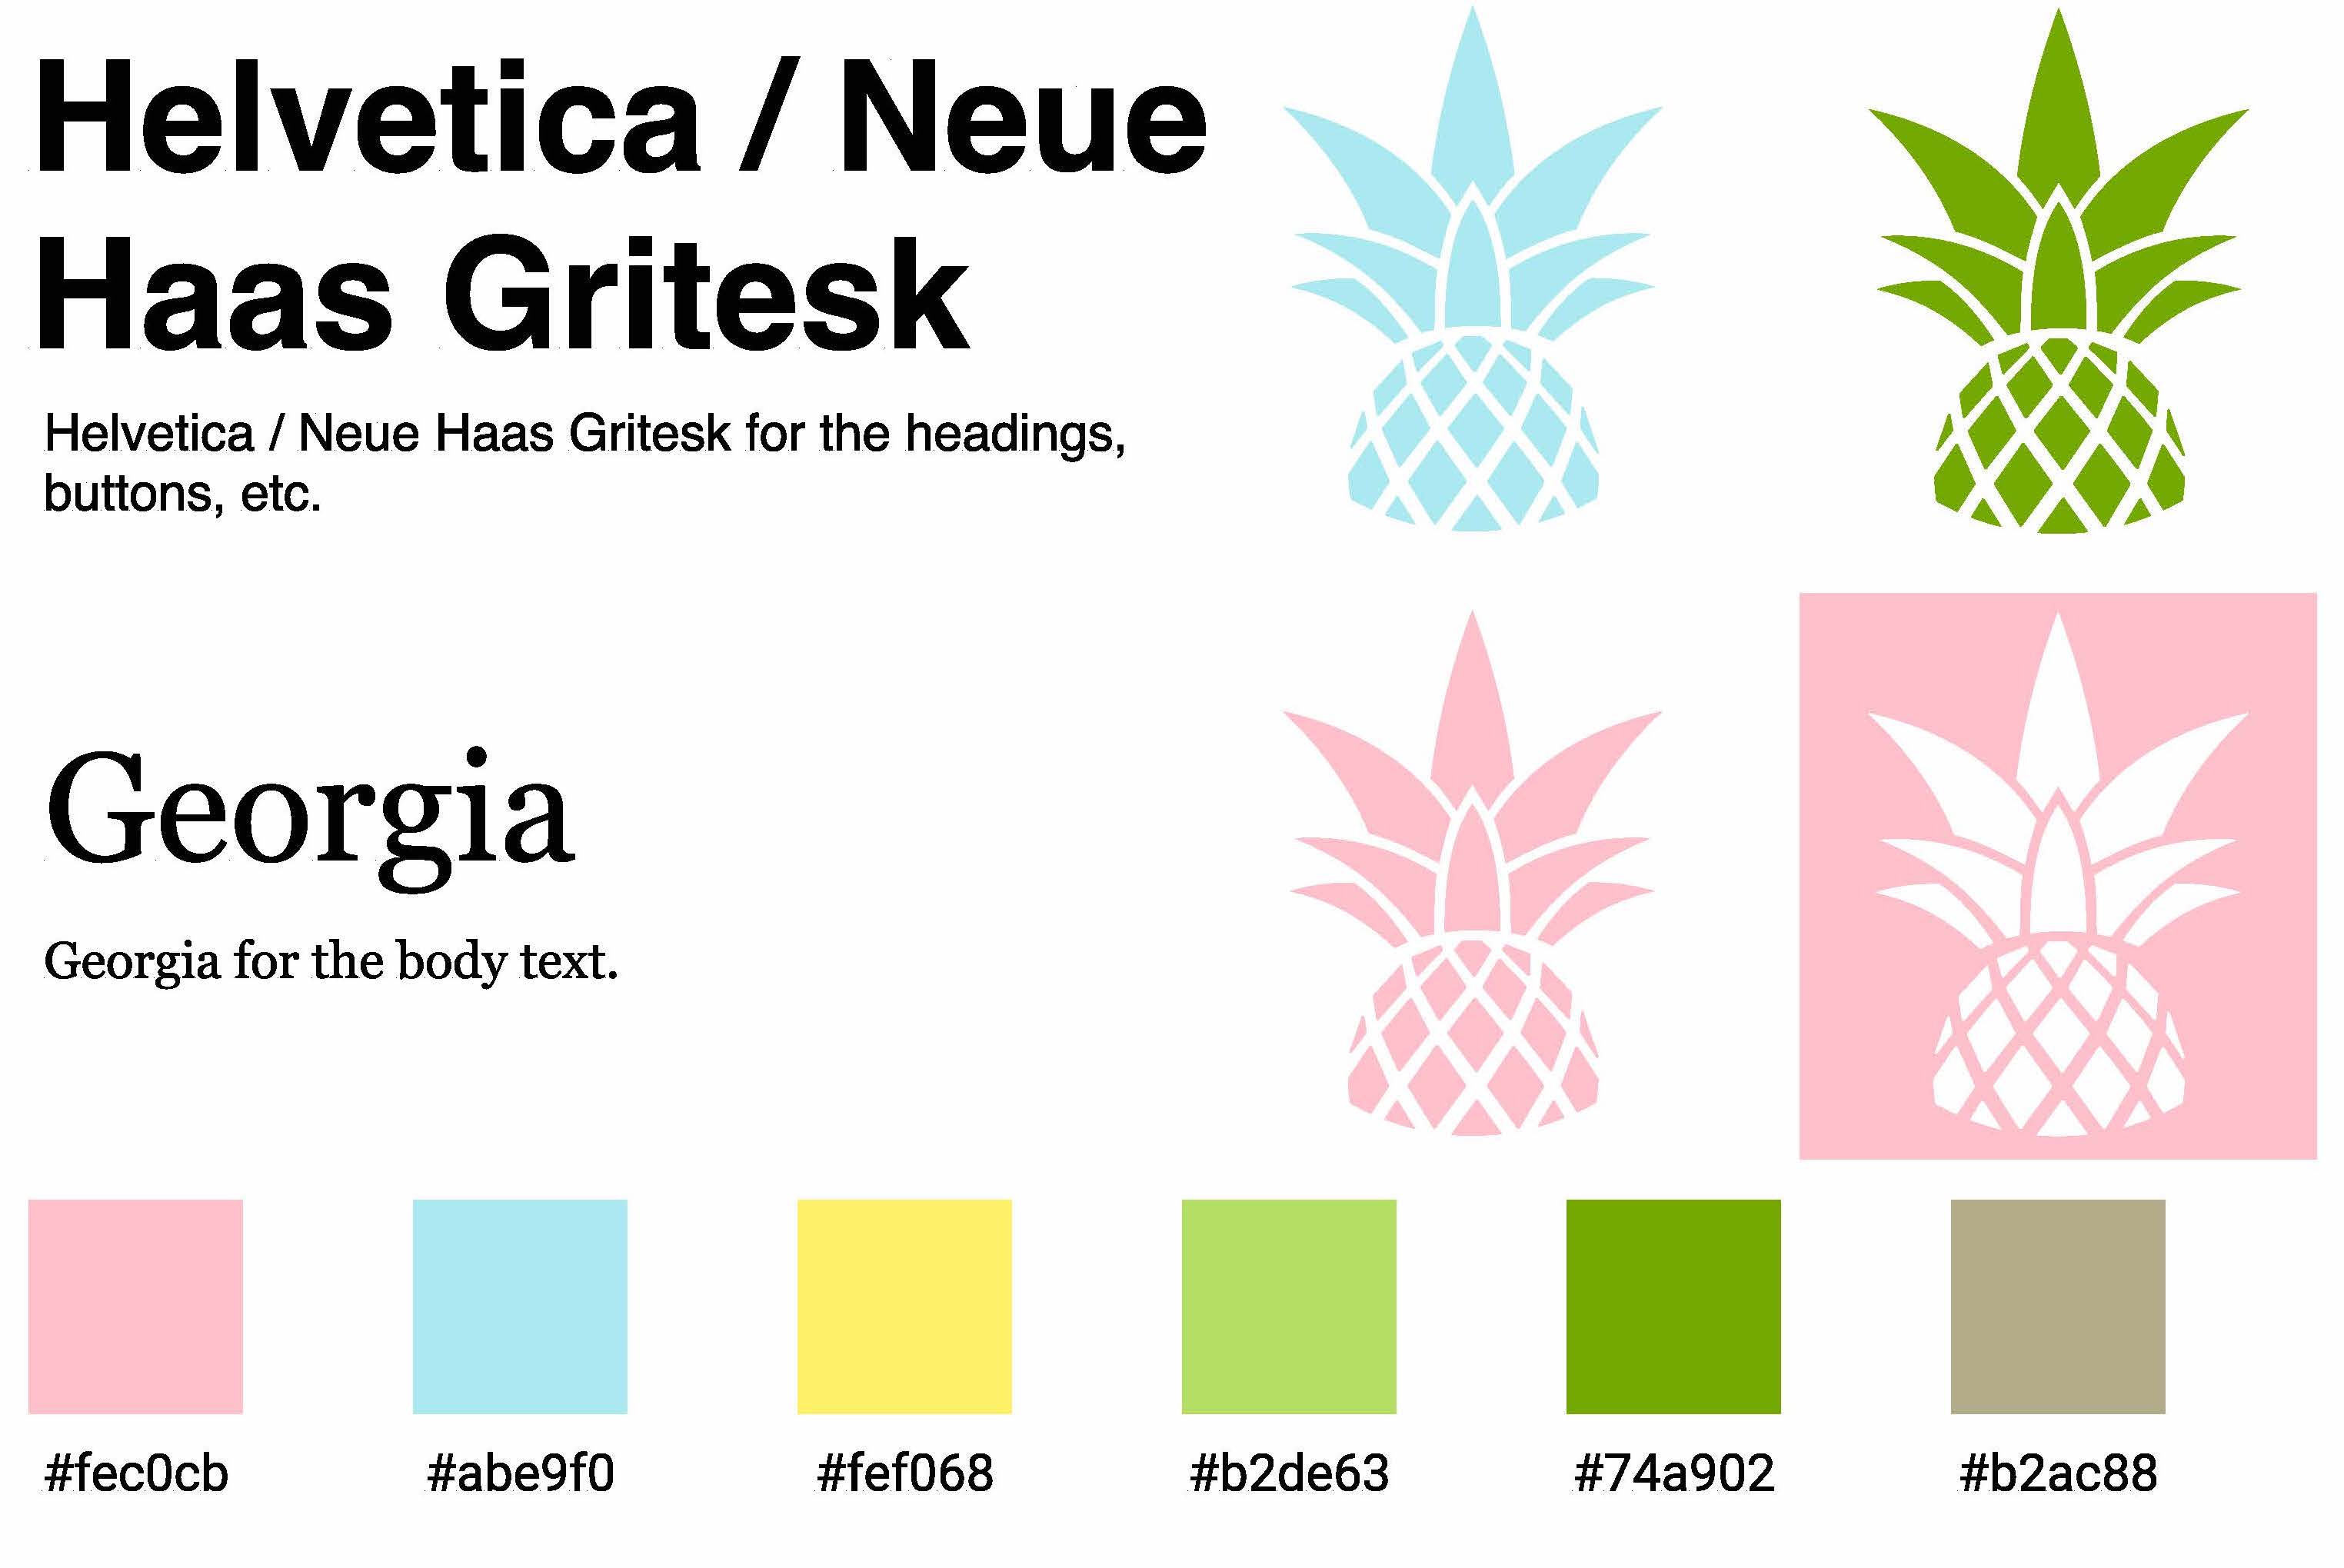 Helvetica / Neue
Haas Gritesk
Helvetica / Neue Haas Gritesk for the headings,
buttons, etc.
Georgia
Georgia for the body text.
#fec0cb
#abe9f0
#fef068
#b2de63
#74a902
#b2ac88